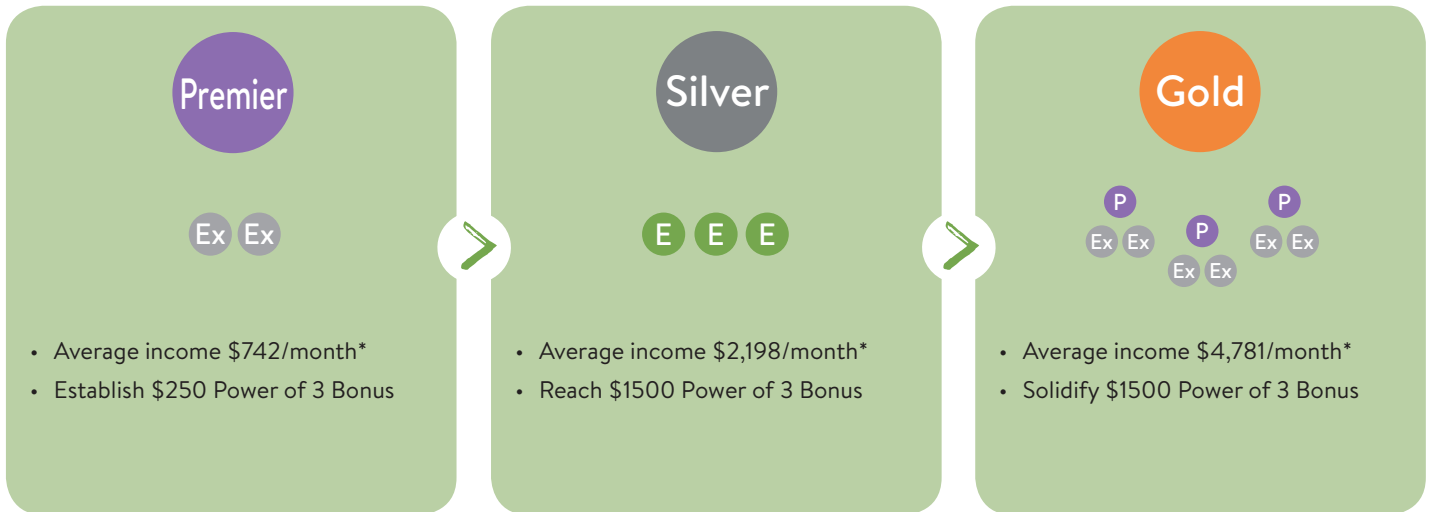 Premier
Ex Ex
• Average income $742/month*
• Establish $250 Power of 3 Bonus
Silver
E E E
• Average income $2,198/month*
• Reach $1500 Power of 3 Bonus
Gold
P P P
Ex Ex Ex Ex Ex Ex
• Average income $4,781/month*
• Solidify $1500 Power of 3 Bonus